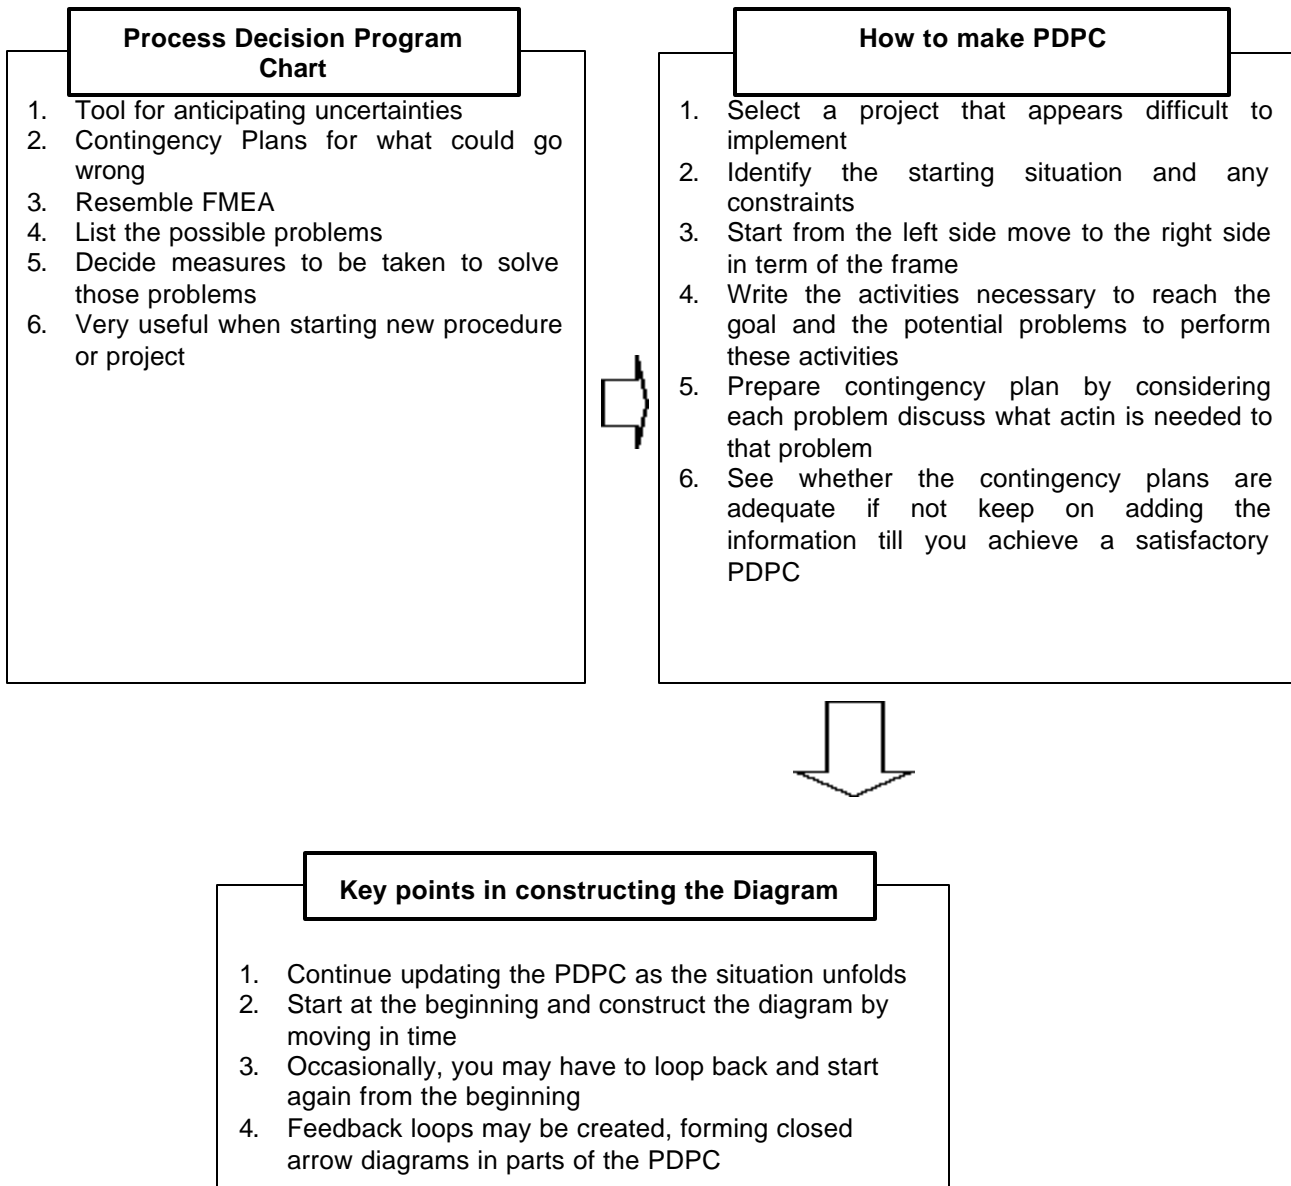 Process Decision Program
Chart
1. Tool for anticipating uncertainties
2. Contingency Plans for what could go
wrong
3. Resemble FMEA
4. List the possible problems
5. Decide measures to be taken to solve
those problems
6. Very useful when starting new procedure
or project
How to make PDPC
1. Select a project that appears difficult to
implement
2. Identify the starting situation and any
constraints
3. Start from the left side move to the right side
in term of the frame
4. Write the activities necessary to reach the
goal and the potential problems to perform
these activities
5. Prepare contingency plan by considering
each problem discuss what actin is needed to
that problem
6. See whether the contingency plans are
adequate if not keep on adding the
information till you achieve a satisfactory
PDPC
Key points in constructing the Diagram
1. Continue updating the PDPC as the situation unfolds
2. Start at the beginning and construct the diagram by
moving in time
3. Occasionally, you may have to loop back and start
again from the beginning
4. Feedback loops may be created, forming closed
arrow diagrams in parts of the PDPC